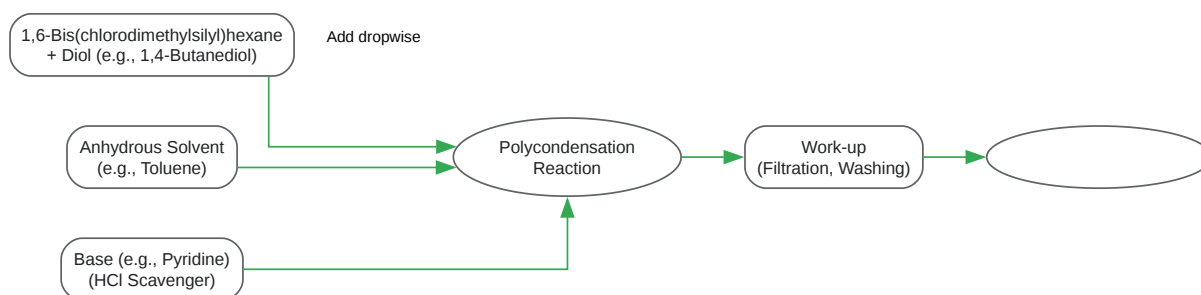 1,6-Bis(chlorodimethylsilyl)hexane
+ Diol (e.g., 1,4-Butanediol)
Add dropwise
Anhydrous Solvent
(e.g., Toluene)
Polycondensation
Reaction
Work-up
(Filtration, Washing)
Base (e.g., Pyridine)
(HCl Scavenger)